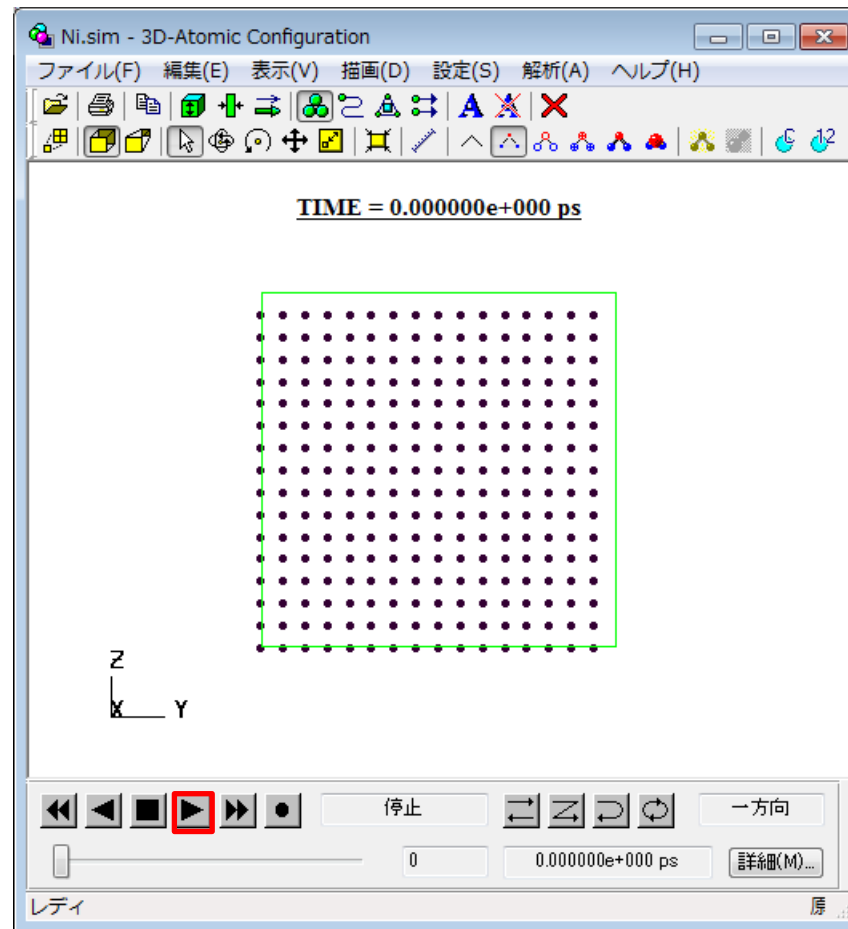 Ni.sim - 3D-Atomic Configuration
ファイル(F) 編集(E) 表示(V) 描画(D) 設定(S) 解析(A) ヘルプ(H)
TIME = 0.000000e+000 ps
Z
X Y
停止 一方向
0 0.000000e+000 ps 詳細(M)...
レディ